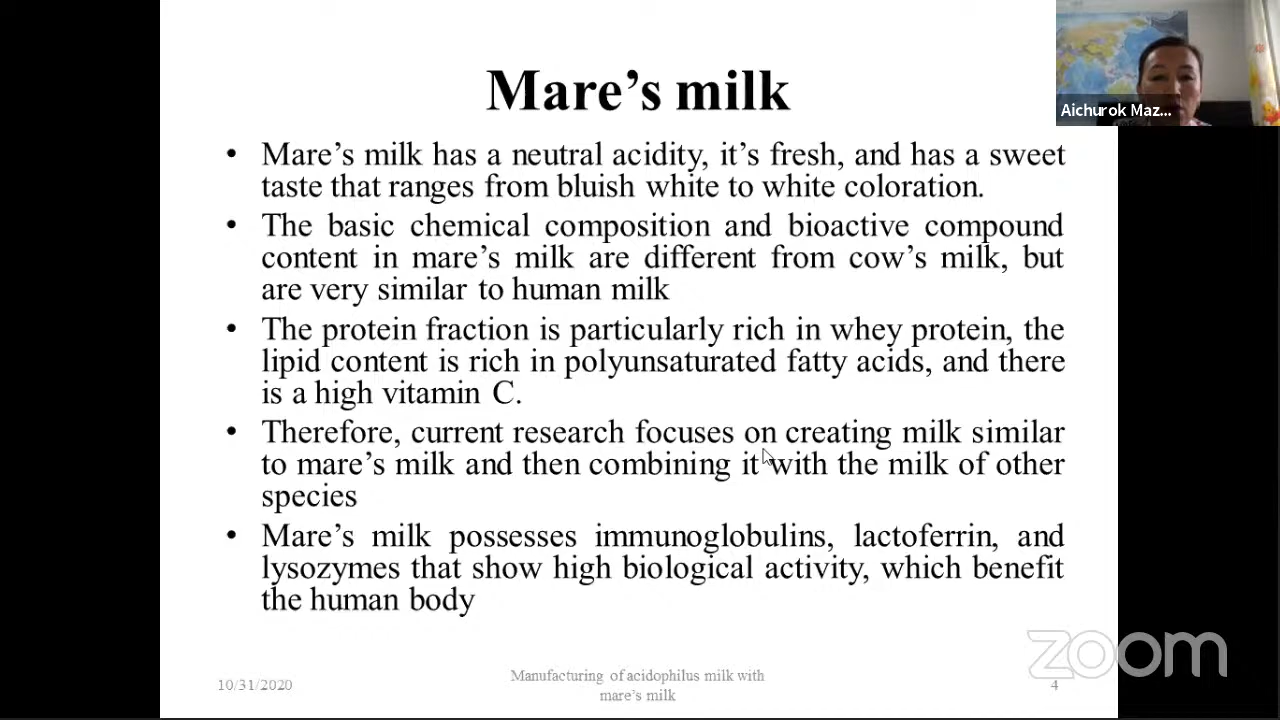 Mare’s milk
Aichurok Maz...
• Mare’s milk has a neutral acidity, it’s fresh, and has a sweet
taste that ranges from bluish white to white coloration.
• The basic chemical composition and bioactive compound
content in mare’s milk are different from cow’s milk, but
are very similar to human milk
• The protein fraction is particularly rich in whey protein, the
lipid content is rich in polyunsaturated fatty acids, and there
is a high vitamin C.
• Therefore, current research focuses on creating milk similar
to mare’s milk and then combining it with the milk of other
species
• Mare’s milk possesses immunoglobulins, lactoferrin, and
lysozymes that show high biological activity, which benefit
the human body
zoom
10/31/2020
Manufacturing of acidophilus milk with
mare’s milk
4